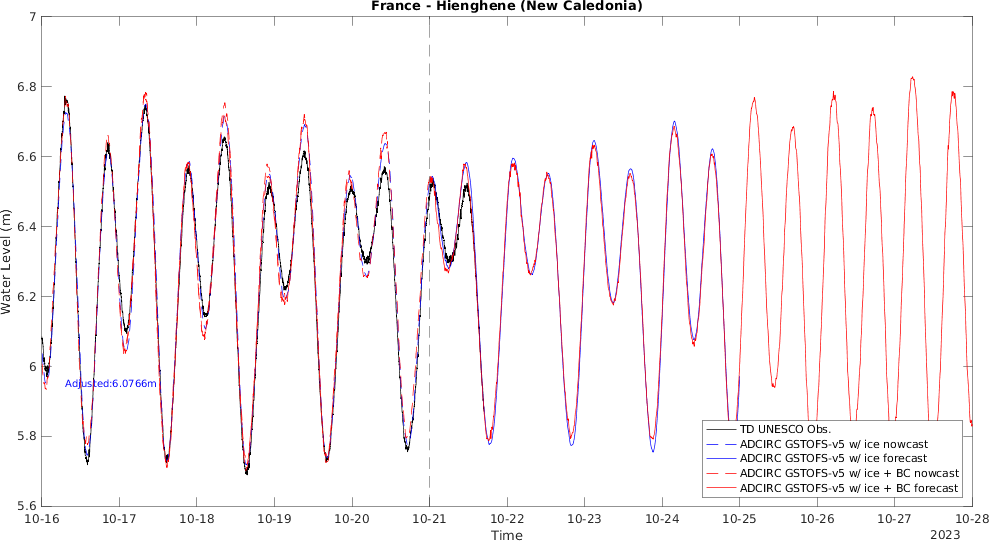 France - Hienghene (New Caledonia)
7
6.8
6.6
6.4
6.2
6
5.8
5.6
Water Level (m)
Adjusted:6.0766m
TD UNESCO Obs.
ADCIRC GSTOFS-v5 w/ ice nowcast
ADCIRC GSTOFS-v5 w/ ice forecast
ADCIRC GSTOFS-v5 w/ ice + BC nowcast
ADCIRC GSTOFS-v5 w/ ice + BC forecast
10-16 10-17 10-18 10-19 10-20 10-21 10-22 10-23 10-24 10-25 10-26 10-27 10-28
Time
2023